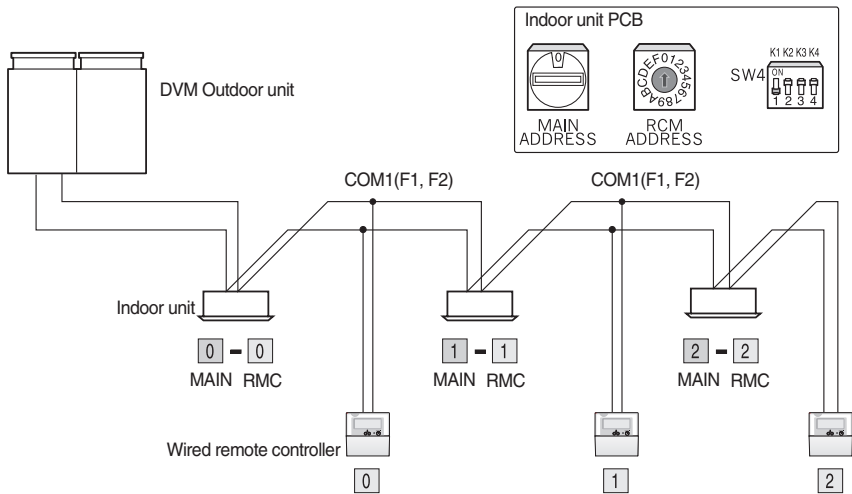 Indoor unit PCB
K1 K2 K3 K4
SW4
ON
1 2 3 4
0
F0123456789ABCDE
MAIN
ADDRESS
RCM
ADDRESS
DVM Outdoor unit
COM1(F1, F2)
COM1(F1, F2)
Indoor unit
0 - 0
1 - 1
2 - 2
MAIN RMC
MAIN RMC
MAIN RMC
Wired remote controller
0
1
2